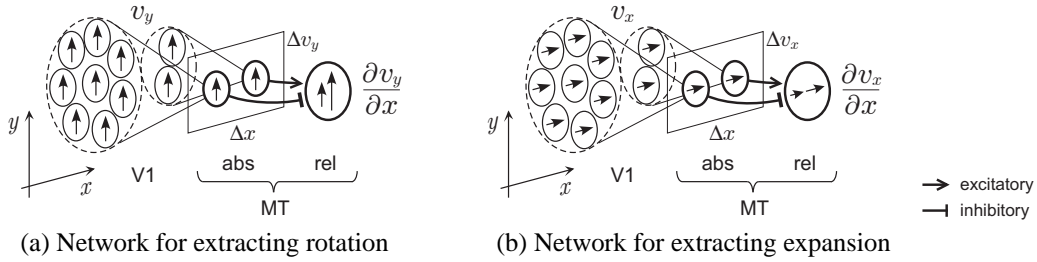 v_y
Δv_y
∂v_y
∂x
y
x
Δx
V1
abs
rel
MT
(a) Network for extracting rotation
v_x
Δv_x
∂v_x
∂x
y
x
Δx
V1
abs
rel
MT
(b) Network for extracting expansion
excitatory
inhibitory